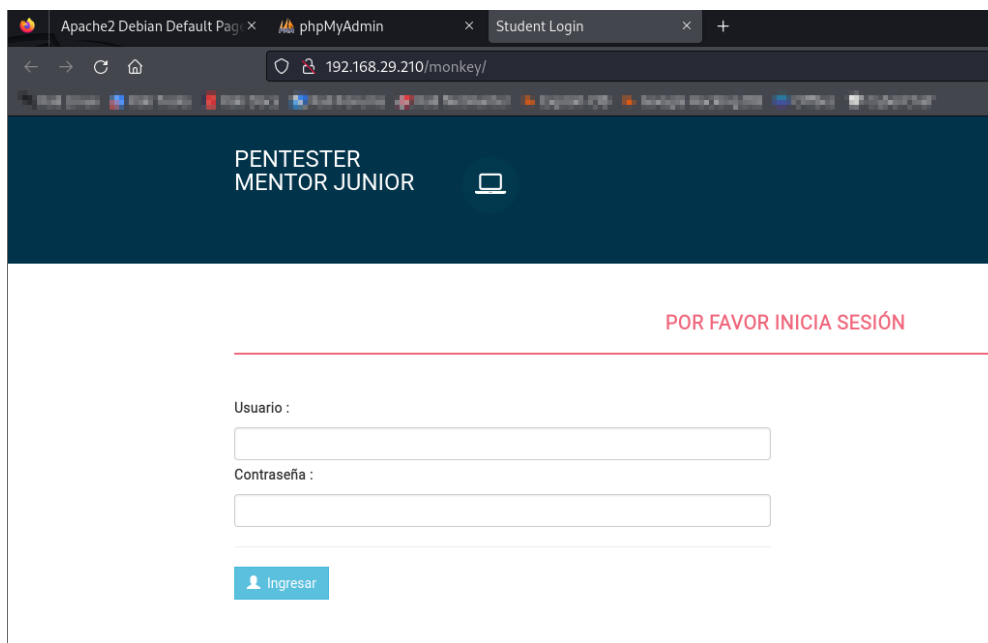 Apache2 Debian Default Pag
phpMyAdmin
Student Login
192.168.29.210/monkey/
PENTESTER
MENTOR JUNIOR
POR FAVOR INICIA SESIÓN
Usuario :
Contraseña :
Ingresar